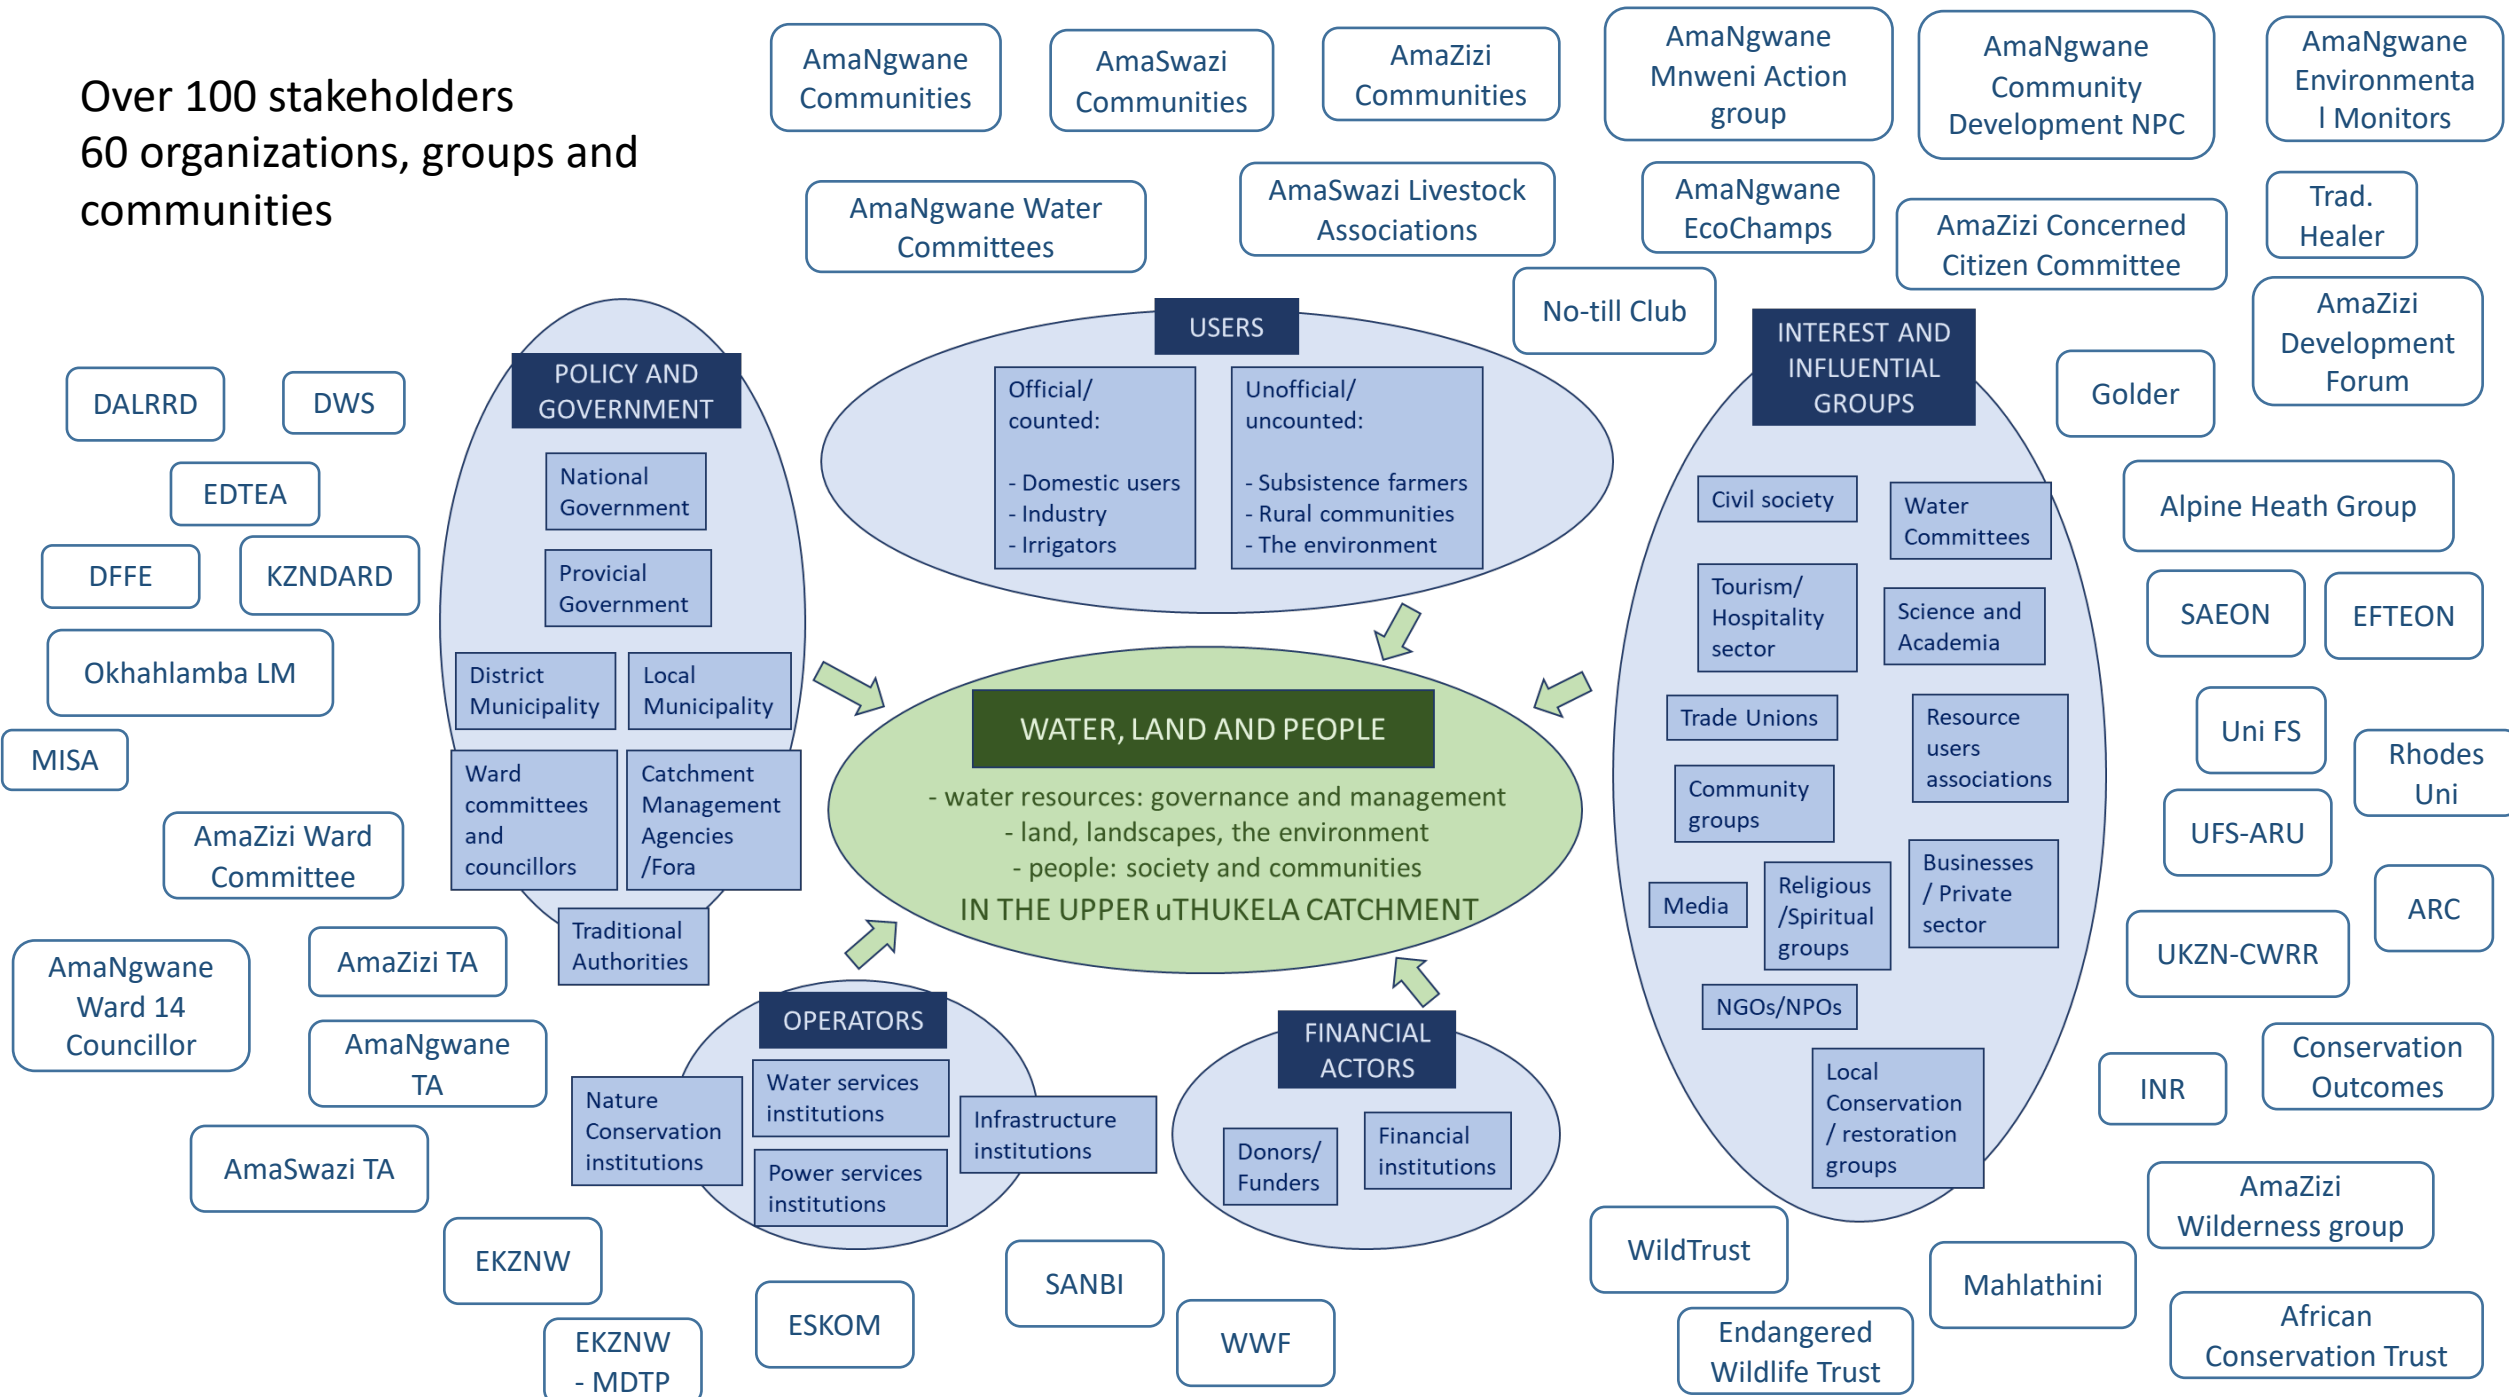 Over 100 stakeholders
60 organizations, groups and
communities
AmaNgwane
Communities
AmaSwazi
Communities
AmaZizi
Communities
AmaNgwane
Mnweni Action
group
AmaNgwane
Community
Development NPC
AmaNgwane
Environmenta
l Monitors
AmaNgwane Water
Committees
AmaSwazi Livestock
Associations
AmaNgwane
EcoChamps
AmaZizi Concerned
Citizen Committee
Trad.
Healer
No-till Club
AmaZizi
Development
Forum
Golder
Alpine Heath Group
SAEON
EFTEON
Uni FS
Rhodes
Uni
UFS-ARU
ARC
UKZN-CWRR
Conservation
Outcomes
INR
AmaZizi
Wilderness group
WildTrust
Mahlathini
Endangered
Wildlife Trust
African
Conservation Trust
DALRRD
DWS
EDTEA
DFFE
KZNDARD
Okhahlamba LM
MISA
AmaZizi Ward
Committee
AmaNgwane
Ward 14
Councillor
AmaZizi TA
AmaNgwane
TA
AmaSwazi TA
EKZNW
EKZNW
- MDTP
ESKOM
SANBI
WWF
POLICY AND
GOVERNMENT
National
Government
Provicial
Government
District
Municipality
Local
Municipality
Ward
committees
and
councillors
Catchment
Management
Agencies
/Fora
Traditional
Authorities
USERS
Official/
counted:
- Domestic users
- Industry
- Irrigators
Unofficial/
uncounted:
- Subsistence farmers
- Rural communities
- The environment
INTEREST AND
INFLUENTIAL
GROUPS
Civil society
Water
Committees
Tourism/
Hospitality
sector
Science and
Academia
Trade Unions
Resource
users
associations
Community
groups
Businesses
/ Private
sector
Media
Religious
/Spiritual
groups
NGOs/NPOs
Local
Conservation
/ restoration
groups
WATER, LAND AND PEOPLE
- water resources: governance and management
- land, landscapes, the environment
- people: society and communities
IN THE UPPER uTHUKELA CATCHMENT
OPERATORS
Nature
Conservation
institutions
Water services
institutions
Power services
institutions
Infrastructure
institutions
FINANCIAL
ACTORS
Donors/
Funders
Financial
institutions